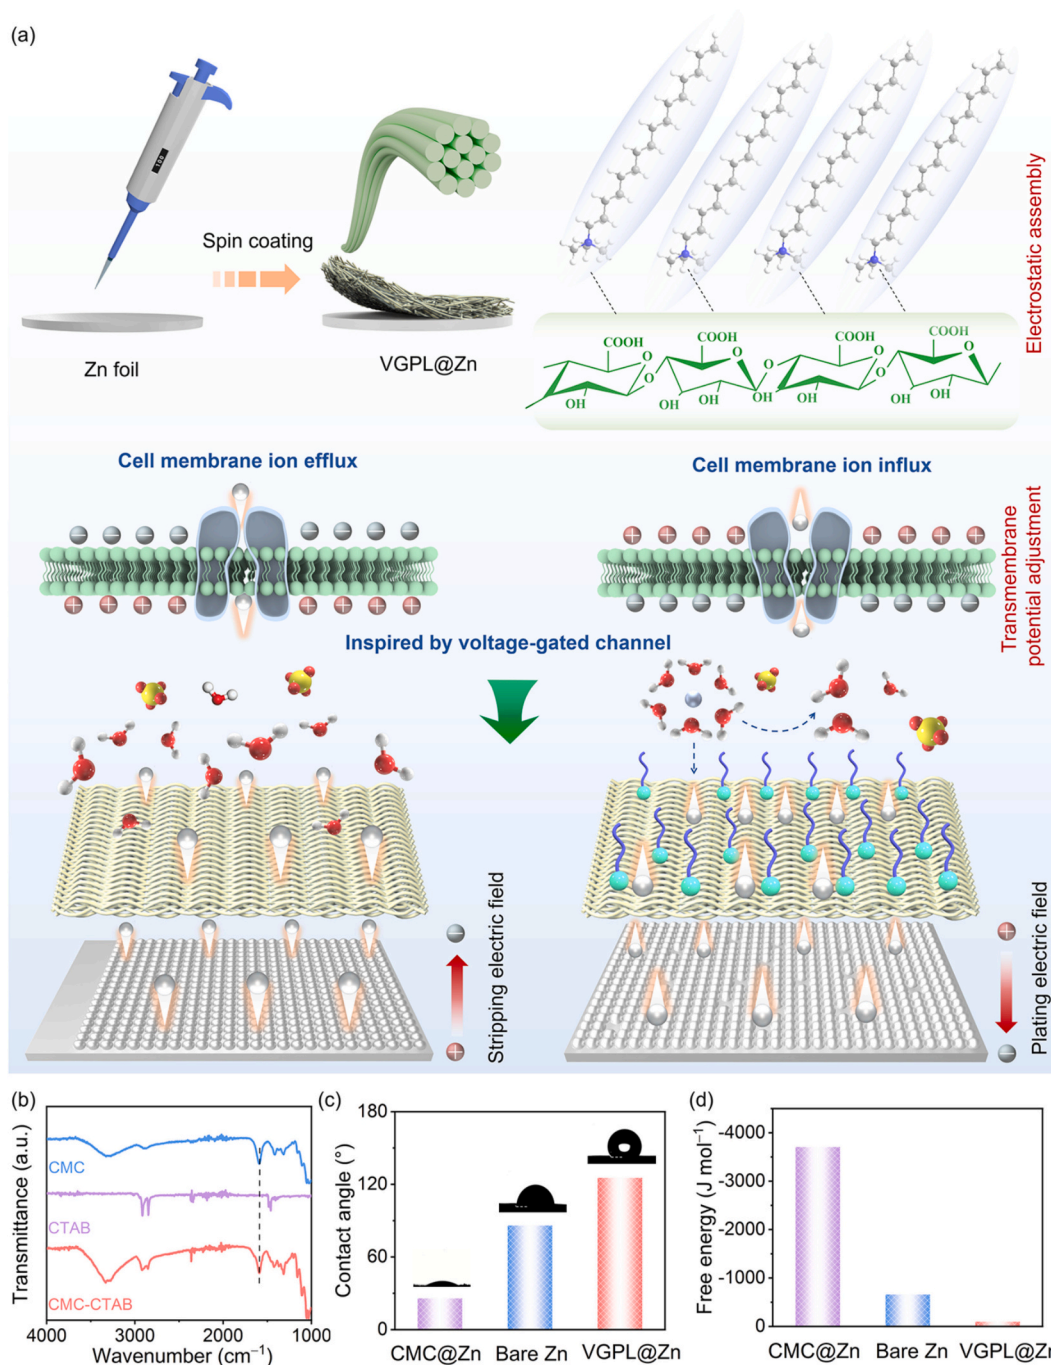 (a)
Spin coating
Zn foil
VGPL@Zn
COOH
COOH
COOH
COOH
O
O
O
O
O
O
O
OH
OH
OH
OH
OH
OH
OH
OH
Electrostatic assembly
Cell membrane ion efflux
Cell membrane ion influx
Transmembrane
potential adjustment
Inspired by voltage-gated channel
Stripping electric field
Plating electric field
(b)
Transmittance (a.u.)
CMC
CTAB
CMC-CTAB
4000 3000 2000 1000
Wavenumber (cm⁻¹)
(c)
Contact angle (°)
180
120
60
0
CMC@Zn Bare Zn VGPL@Zn
(d)
Free energy (J mol⁻¹)
-4000
-3000
-2000
-1000
0
CMC@Zn Bare Zn VGPL@Zn